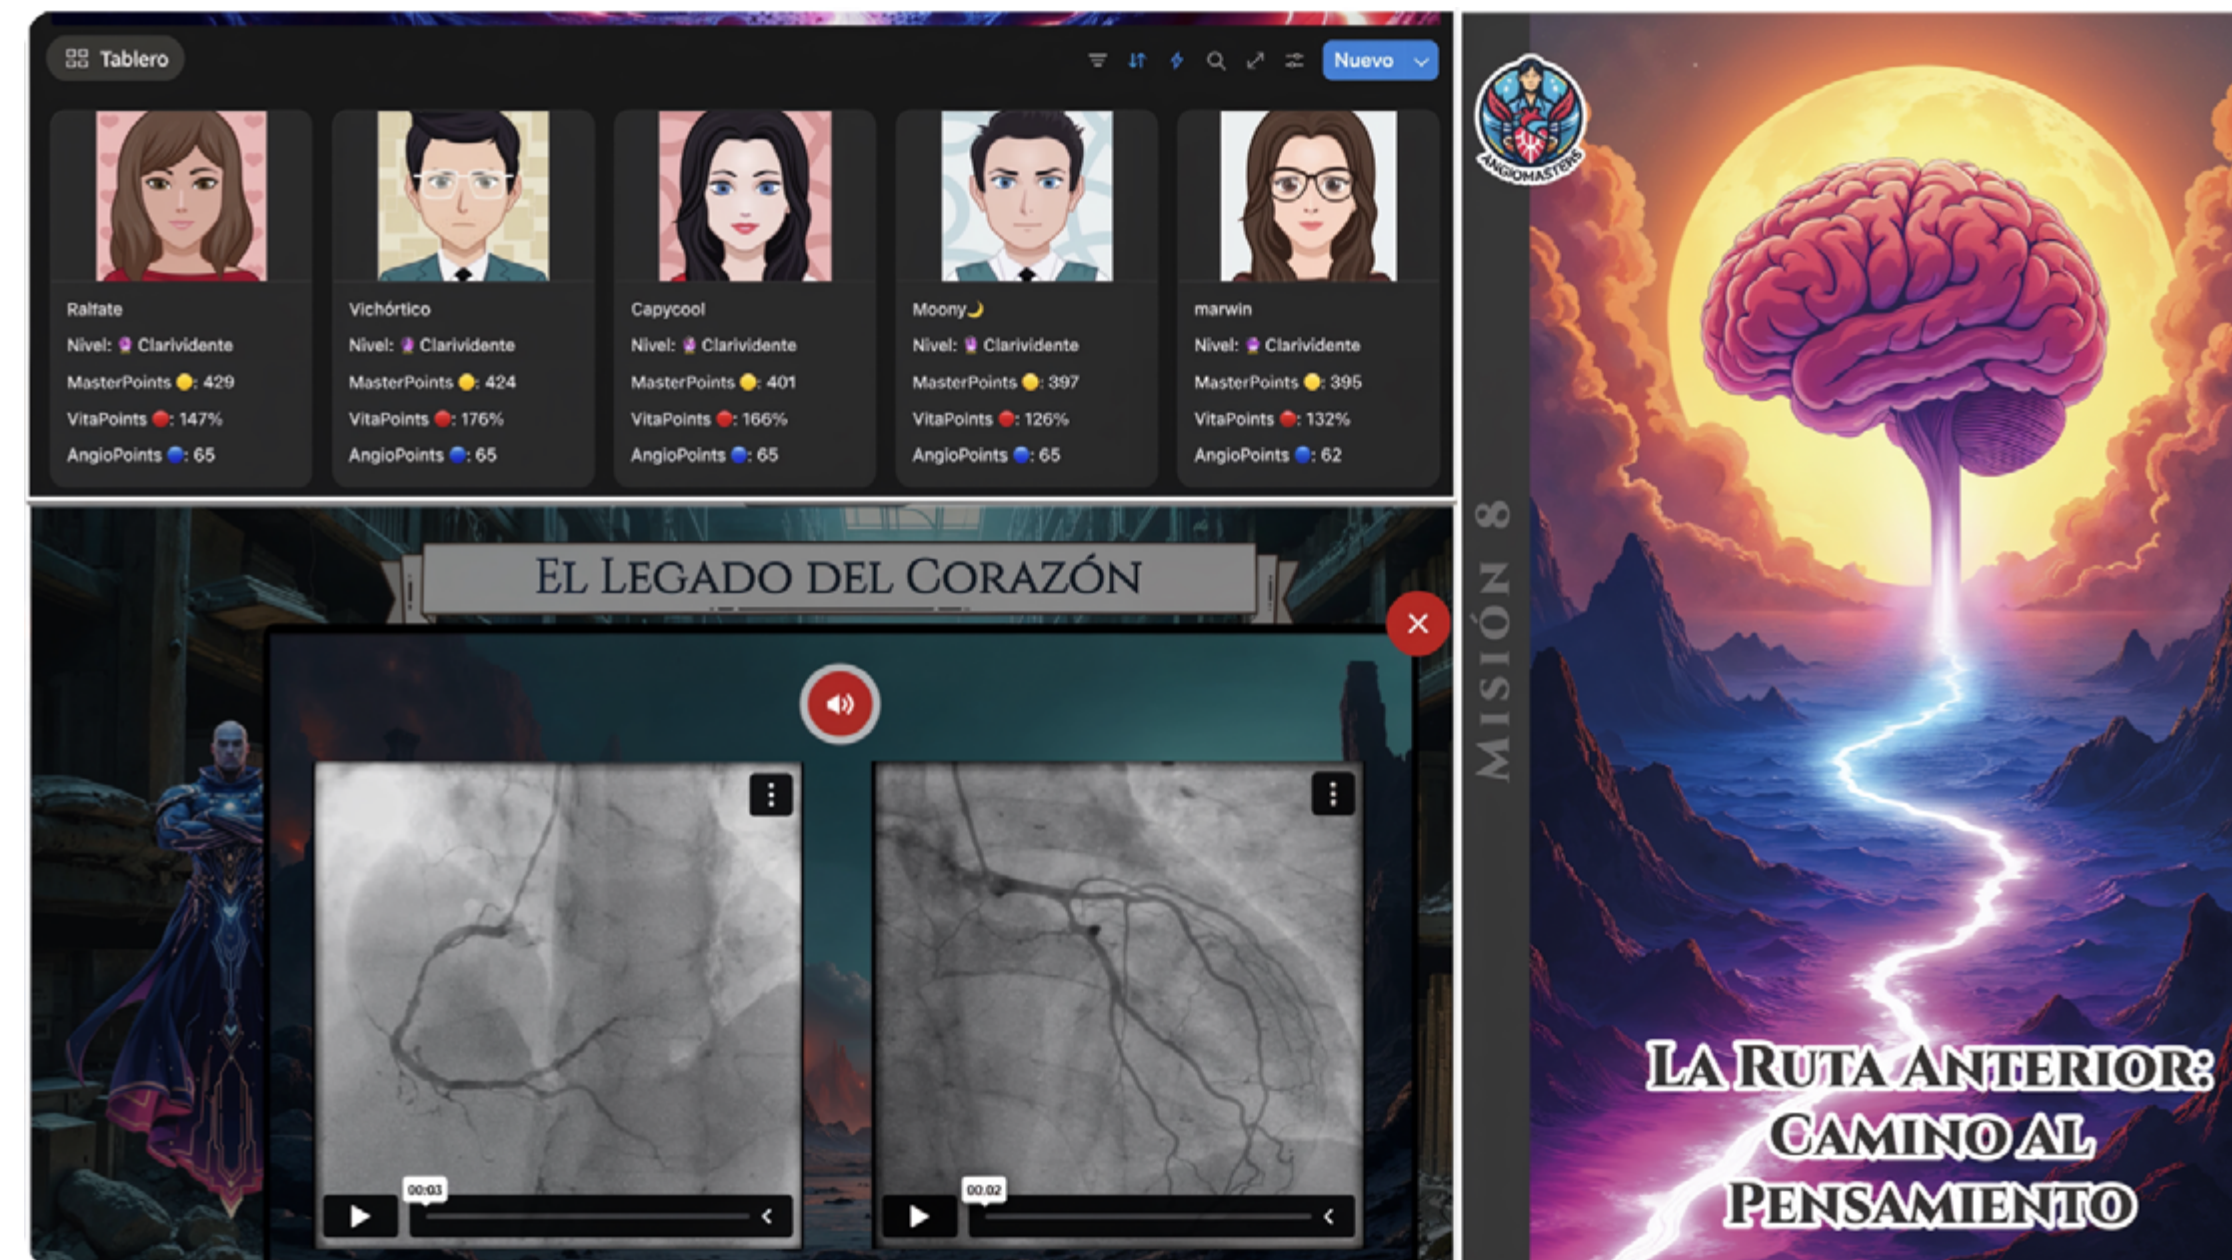 Tablero
Nuevo
Ralfate
Nivel: Clarividente
MasterPoints : 429
VitaPoints : 147%
AngioPoints : 65
Vichórtico
Nivel: Clarividente
MasterPoints : 424
VitaPoints : 176%
AngioPoints : 65
Capycool
Nivel: Clarividente
MasterPoints : 401
VitaPoints : 166%
AngioPoints : 65
Moony🌙
Nivel: Clarividente
MasterPoints : 397
VitaPoints : 126%
AngioPoints : 65
marwin
Nivel: Clarividente
MasterPoints : 395
VitaPoints : 132%
AngioPoints : 62
El Legado del Corazón
00:03
00:02
ANGIOMASTERS
MISIÓN 8
La Ruta Anterior:
Camino al
Pensamiento